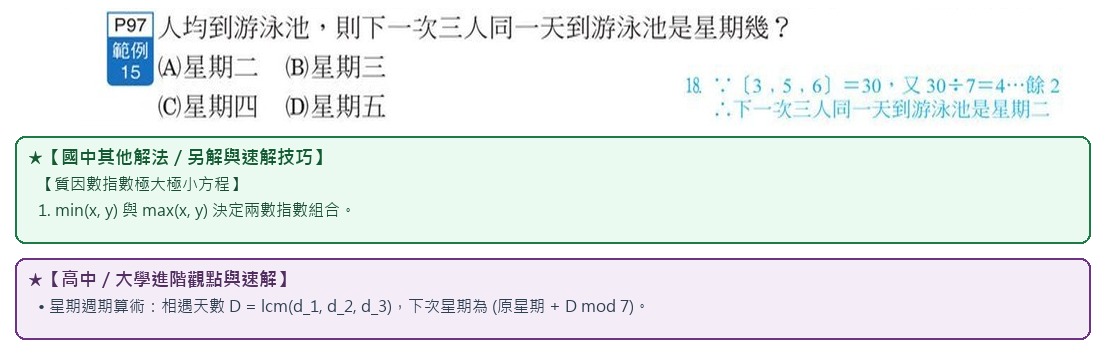 P97 人均到游泳池，則下一次三人同一天到游泳池是星期幾？
範例
15
(A)星期二　(B)星期三
(C)星期四　(D)星期五
18. ∵〔3，5，6〕＝30，又 30÷7＝4…餘 2
∴下一次三人同一天到游泳池是星期二
★【國中其他解法 / 另解與速解技巧】
【質因數指數極大極小方程】
1. min(x, y) 與 max(x, y) 決定兩數指數組合。
★【高中 / 大學進階觀點與速解】
• 星期週期算術：相遇天數 D = lcm(d_1, d_2, d_3)，下次星期為 (原星期 + D mod 7)。